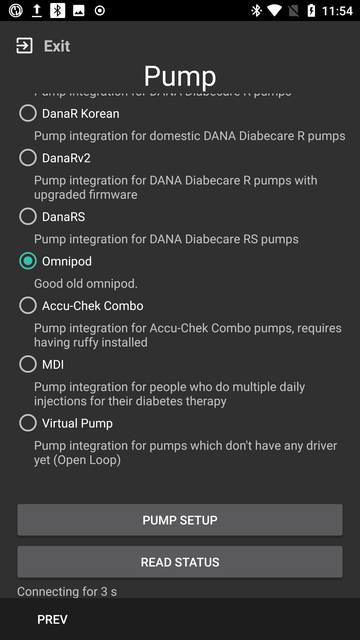 11:54
Exit
Pump
Pump integration for DANA Diabecare R pumps
DanaR Korean
Pump integration for domestic DANA Diabecare R pumps
DanaRv2
Pump integration for DANA Diabecare R pumps with
upgraded firmware
DanaRS
Pump integration for DANA Diabecare RS pumps
Omnipod
Good old omnipod.
Accu-Chek Combo
Pump integration for Accu-Chek Combo pumps, requires
having ruffy installed
MDI
Pump integration for people who do multiple daily
injections for their diabetes therapy
Virtual Pump
Pump integration for pumps which don't have any driver
yet (Open Loop)
PUMP SETUP
READ STATUS
Connecting for 3 s
PREV